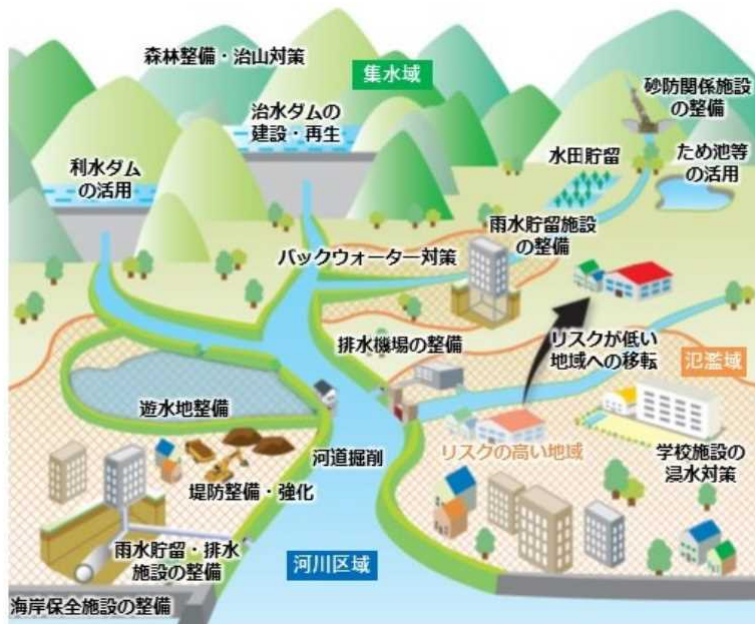 森林整備・治山対策
集水域
砂防関係施設
の整備
治水ダムの
建設・再生
水田貯留
ため池等
の活用
利水ダム
の活用
雨水貯留施設
の整備
バックウォーター対策
排水機場の整備
リスクが低い
地域への移転
氾濫域
遊水地整備
河道掘削
リスクの高い地域
学校施設の
浸水対策
堤防整備・強化
雨水貯留・排水
施設の整備
河川区域
海岸保全施設の整備